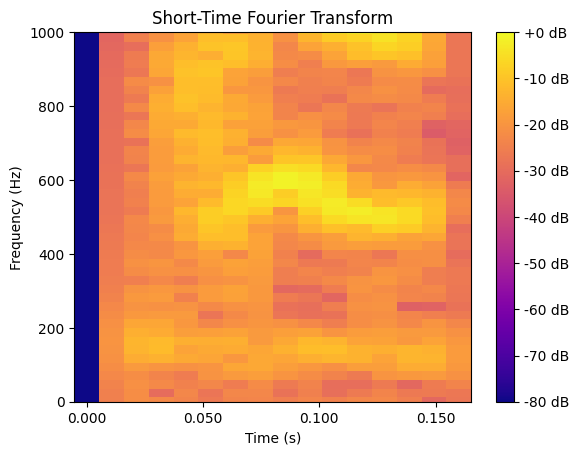 Short-Time Fourier Transform
Frequency (Hz)
1000
800
600
400
200
0
0.000
0.050
0.100
0.150
Time (s)
+0 dB
-10 dB
-20 dB
-30 dB
-40 dB
-50 dB
-60 dB
-70 dB
-80 dB